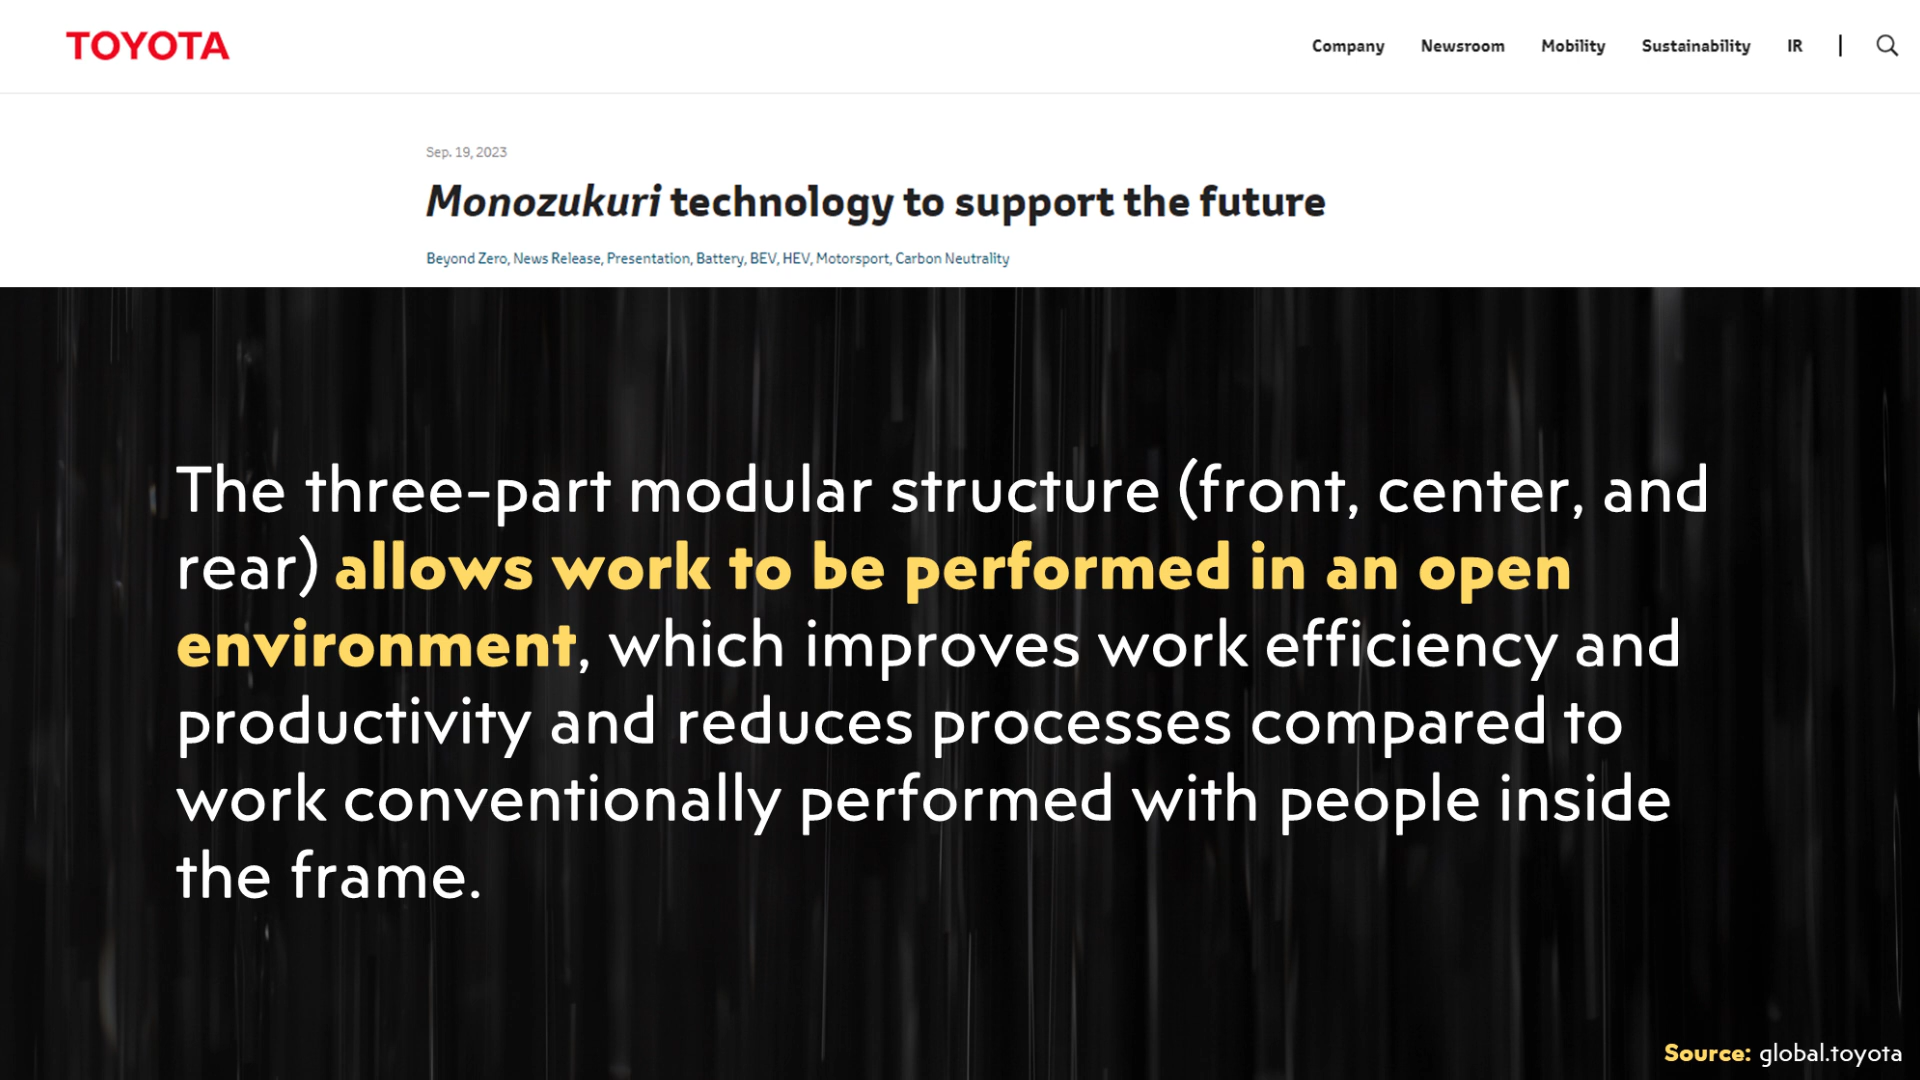 TOYOTA
Company Newsroom Mobility Sustainability IR |
Sep. 19, 2023
Monozukuri technology to support the future
Beyond Zero, News Release, Presentation, Battery, BEV, HEV, Motorsport, Carbon Neutrality
The three-part modular structure (front, center, and
rear) allows work to be performed in an open
environment, which improves work efficiency and
productivity and reduces processes compared to
work conventionally performed with people inside
the frame.
Source: global.toyota